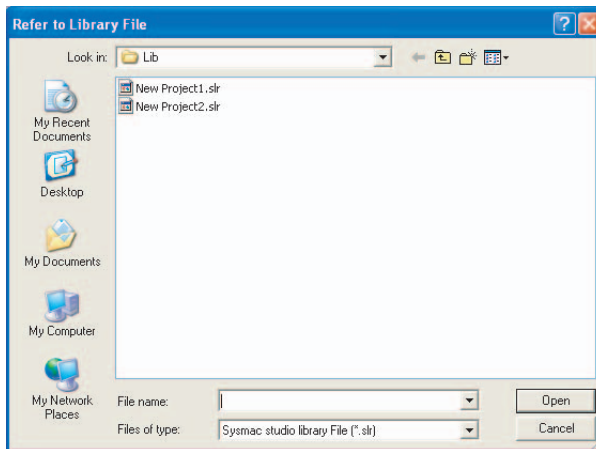 Refer to Library File
Look in: Lib
New Project1.slr
New Project2.slr
My Recent
Documents
Desktop
My Documents
My Computer
My Network
Places
File name:
Open
Files of type: Sysmac studio library File (*.slr)
Cancel